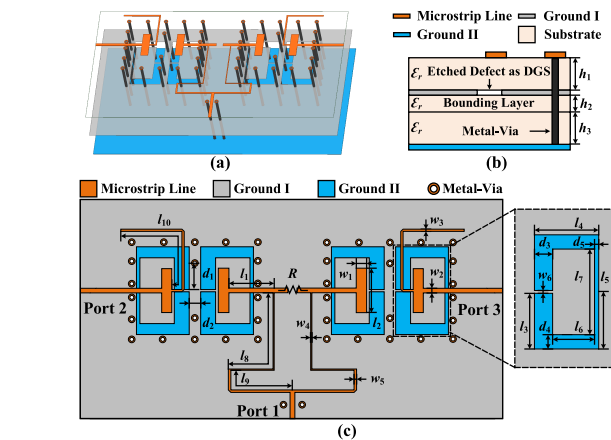 Microstrip Line
Ground I
Ground II
Substrate
εr
Etched Defect as DGS
h1
εr
Bounding Layer
h2
εr
Metal-Via
h3
(a)
(b)
Microstrip Line
Ground I
Ground II
Metal-Via
l10
w3
l4
d3
d5
d1
l1
R
w1
w2
w6
l7
l5
Port 2
Port 3
d2
w4
l2
l3
d4
l6
l8
l9
w5
Port 1
(c)